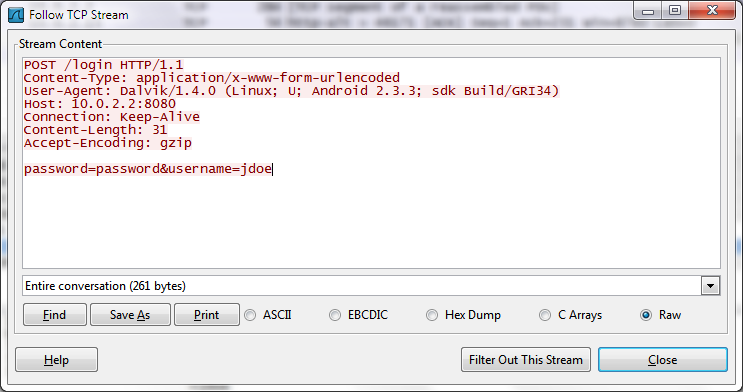 Follow TCP Stream
Stream Content
POST /login HTTP/1.1
Content-Type: application/x-www-form-urlencoded
User-Agent: Dalvik/1.4.0 (Linux; U; Android 2.3.3; sdk Build/GRI34)
Host: 10.0.2.2:8080
Connection: Keep-Alive
Content-Length: 31
Accept-Encoding: gzip
password=password&username=jdoe
Entire conversation (261 bytes)
Find Save As Print ASCII EBCDIC Hex Dump C Arrays Raw
Help Filter Out This Stream Close